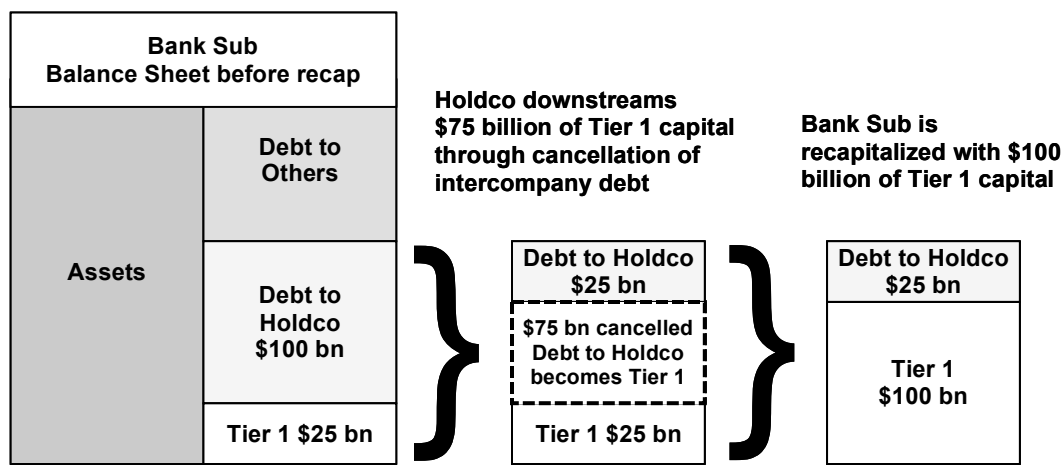 Bank Sub
Balance Sheet before recap
Assets
Debt to
Others
Debt to
Holdco
$100 bn
Tier 1 $25 bn
Holdco downstreams
$75 billion of Tier 1 capital
through cancellation of
intercompany debt
Debt to Holdco
$25 bn
$75 bn cancelled
Debt to Holdco
becomes Tier 1
Tier 1 $25 bn
Bank Sub is
recapitalized with $100
billion of Tier 1 capital
Debt to Holdco
$25 bn
Tier 1
$100 bn